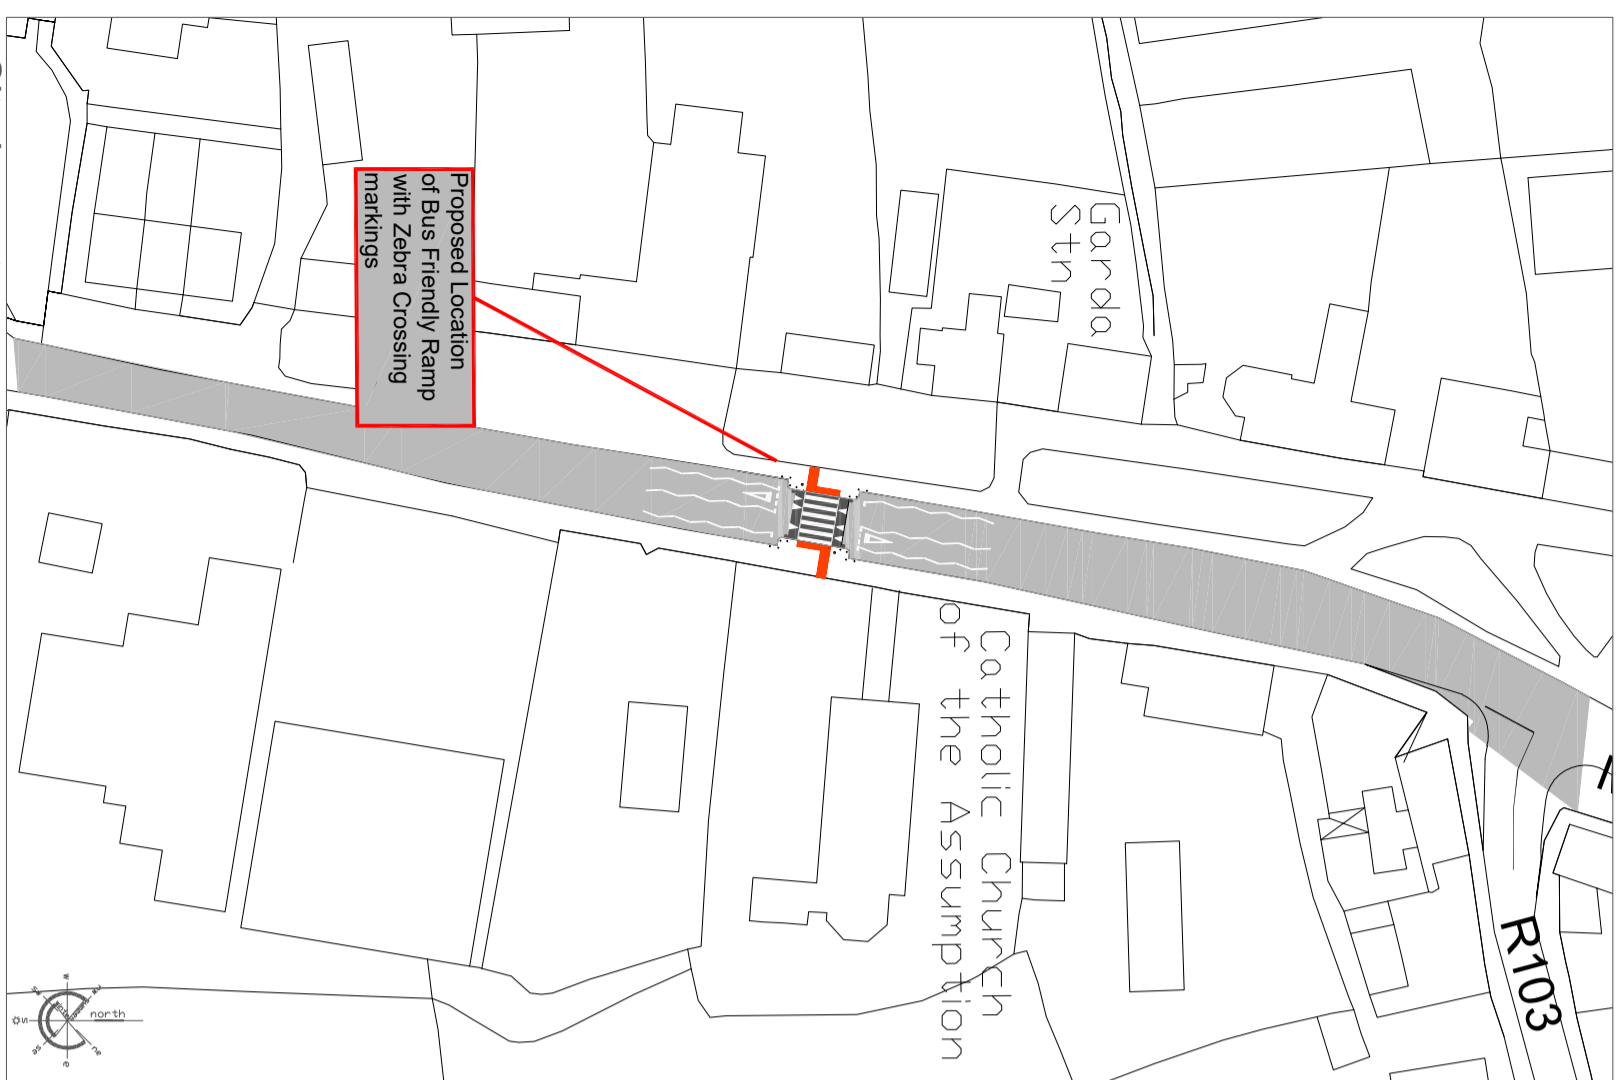 Proposed Location
of Bus Friendly Ramp
with Zebra Crossing
markings
Garda
Stn
Catholic Church
of the Assumption
R103
north
w
e